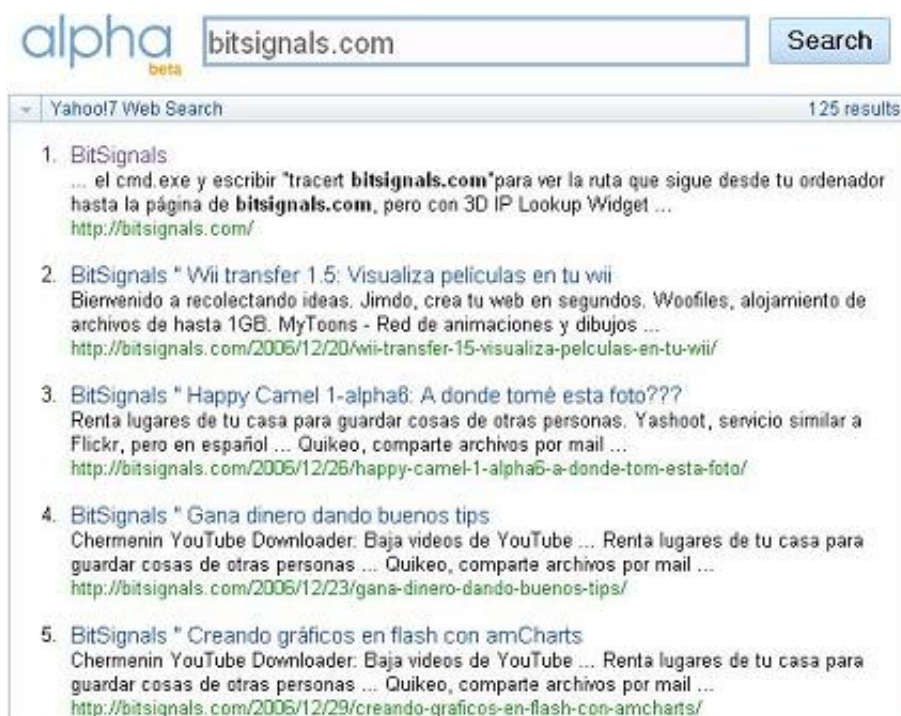 alpha
beta
bitsignals.com
Search
Yahoo!7 Web Search
125 results
1. BitSignals
... el cmd.exe y escribir "tracert bitsignals.com"para ver la ruta que sigue desde tu ordenador
hasta la página de bitsignals.com, pero con 3D IP Lookup Widget ...
http://bitsignals.com/
2. BitSignals " Wii transfer 1.5: Visualiza películas en tu wii
Bienvenido a recolectando ideas. Jimdo, crea tu web en segundos. Woofiles, alojamiento de
archivos de hasta 1GB. MyToons - Red de animaciones y dibujos ...
http://bitsignals.com/2006/12/20/wii-transfer-15-visualiza-pelculas-en-tu-wii/
3. BitSignals " Happy Camel 1-alpha6: A donde tomé esta foto???
Renta lugares de tu casa para guardar cosas de otras personas. Yashoot, servicio similar a
Flickr, pero en español ... Quikeo, comparte archivos por mail ...
http://bitsignals.com/2006/12/26/happy-camel-1-alpha6-a-donde-tom-esta-foto/
4. BitSignals " Gana dinero dando buenos tips
Chermenin YouTube Downloader: Baja videos de YouTube ... Renta lugares de tu casa para
guardar cosas de otras personas ... Quikeo, comparte archivos por mail ...
http://bitsignals.com/2006/12/23/gana-dinero-dando-buenos-tips/
5. BitSignals " Creando gráficos en flash con amCharts
Chermenin YouTube Downloader: Baja videos de YouTube ... Renta lugares de tu casa para
guardar cosas de otras personas ... Quikeo, comparte archivos por mail ...
http://bitsignals.com/2006/12/29/creando-graficos-en-flash-con-amcharts/